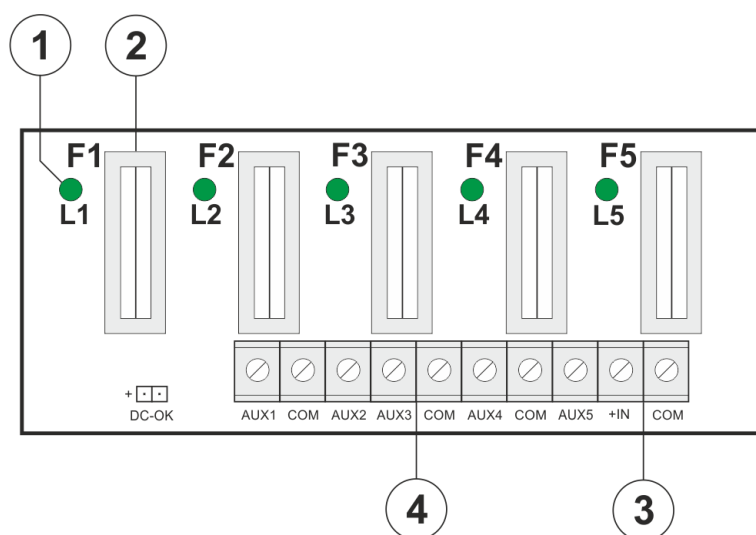 1 2
F1 F2 F3 F4 F5
L1 L2 L3 L4 L5
+
DC-OK AUX1 COM AUX2 AUX3 COM AUX4 COM AUX5 +IN COM
4 3